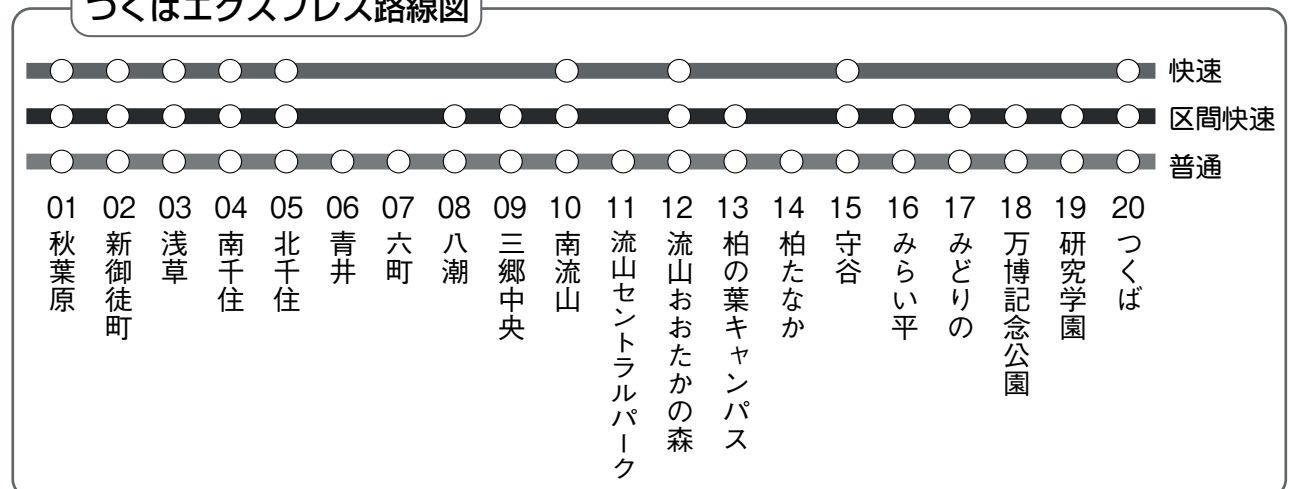 つくばエクスプレス路線図
快速
区間快速
普通
01
02
03
04
05
06
07
08
09
10
11
12
13
14
15
16
17
18
19
20
秋葉原
新御徒町
浅草
南千住
北千住
青井
六町
八潮
三郷中央
南流山
流山セントラルパーク
流山おおたかの森
柏の葉キャンパス
柏たなか
守谷
みらい平
みどりの
万博記念公園
研究学園
つくば